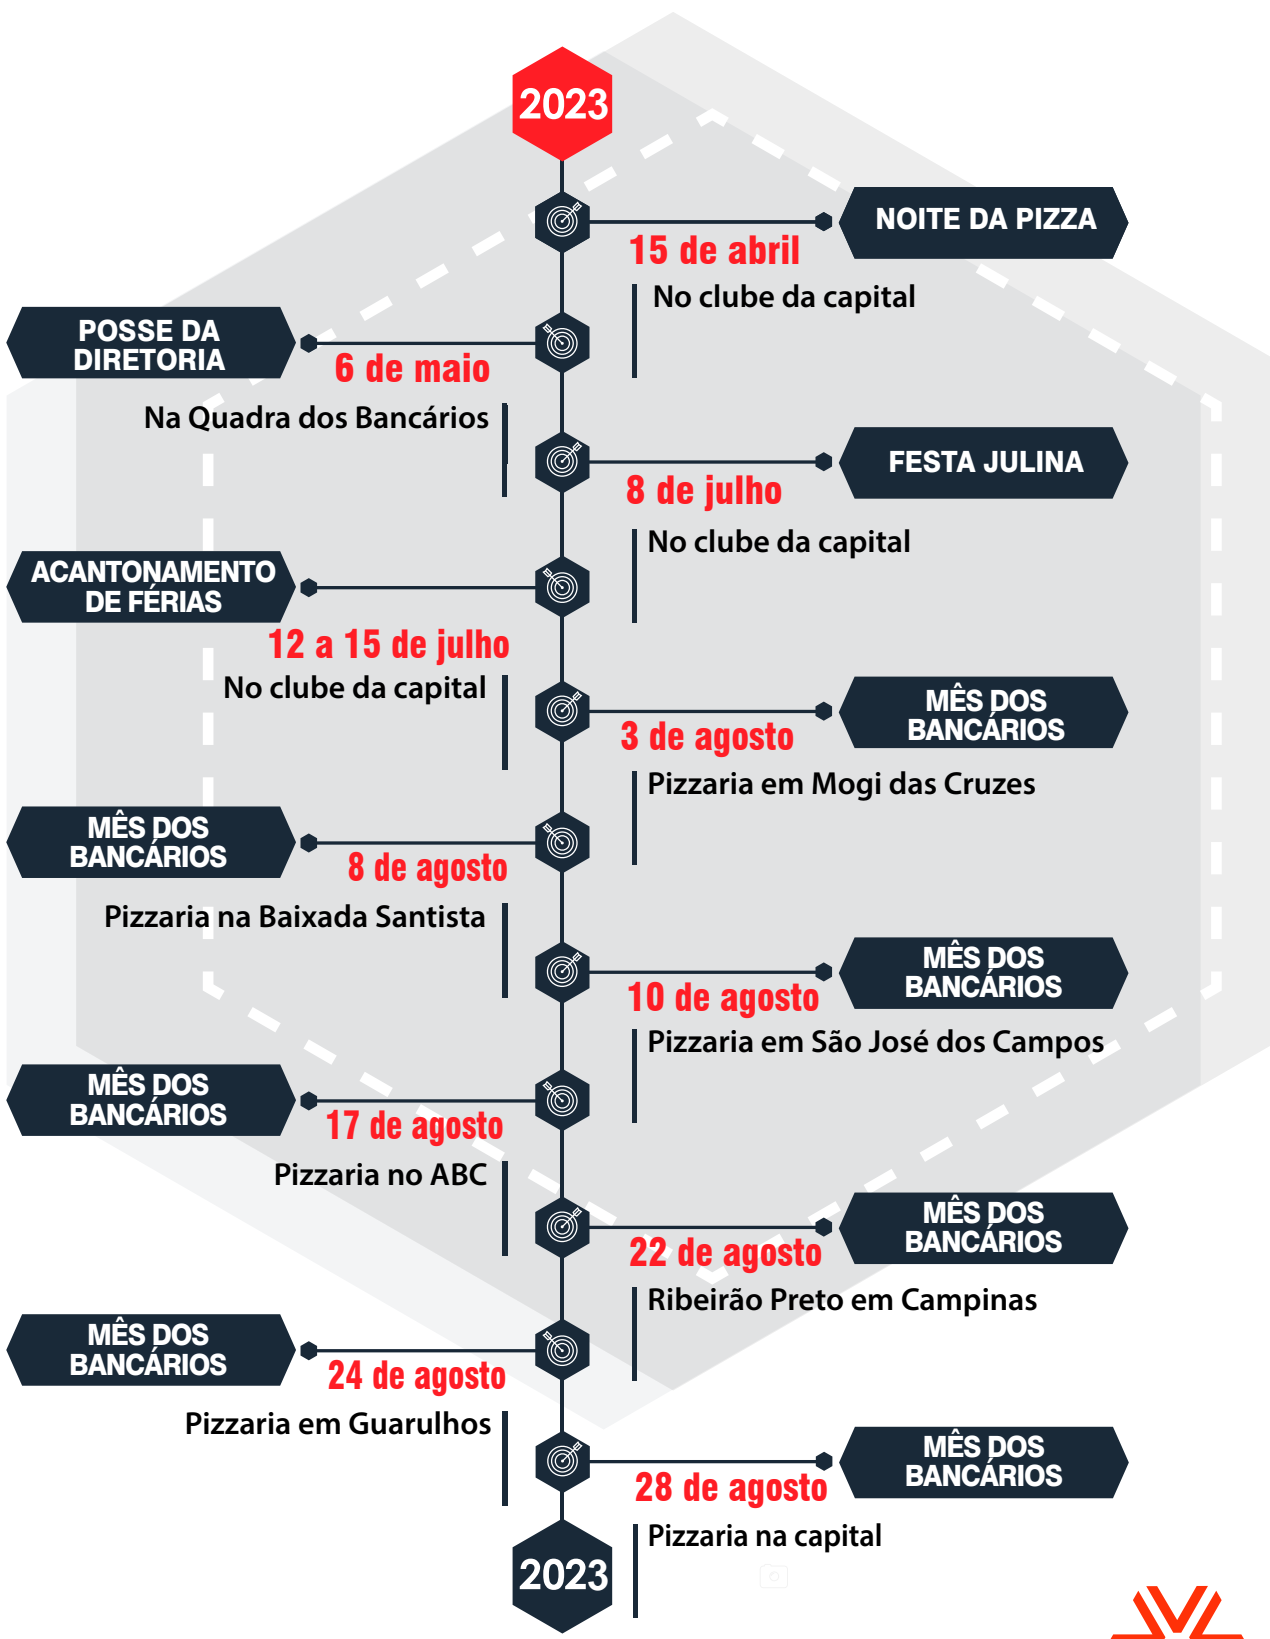 2023
NOITE DA PIZZA
15 de abril
No clube da capital
POSSE DA
DIRETORIA
6 de maio
Na Quadra dos Bancários
FESTA JULINA
8 de julho
No clube da capital
ACANTONAMENTO
DE FÉRIAS
12 a 15 de julho
No clube da capital
MÊS DOS
BANCÁRIOS
3 de agosto
Pizzaria em Mogi das Cruzes
MÊS DOS
BANCÁRIOS
8 de agosto
Pizzaria na Baixada Santista
MÊS DOS
BANCÁRIOS
10 de agosto
Pizzaria em São José dos Campos
MÊS DOS
BANCÁRIOS
17 de agosto
Pizzaria no ABC
MÊS DOS
BANCÁRIOS
22 de agosto
Ribeirão Preto em Campinas
MÊS DOS
BANCÁRIOS
24 de agosto
Pizzaria em Guarulhos
MÊS DOS
BANCÁRIOS
28 de agosto
Pizzaria na capital
2023